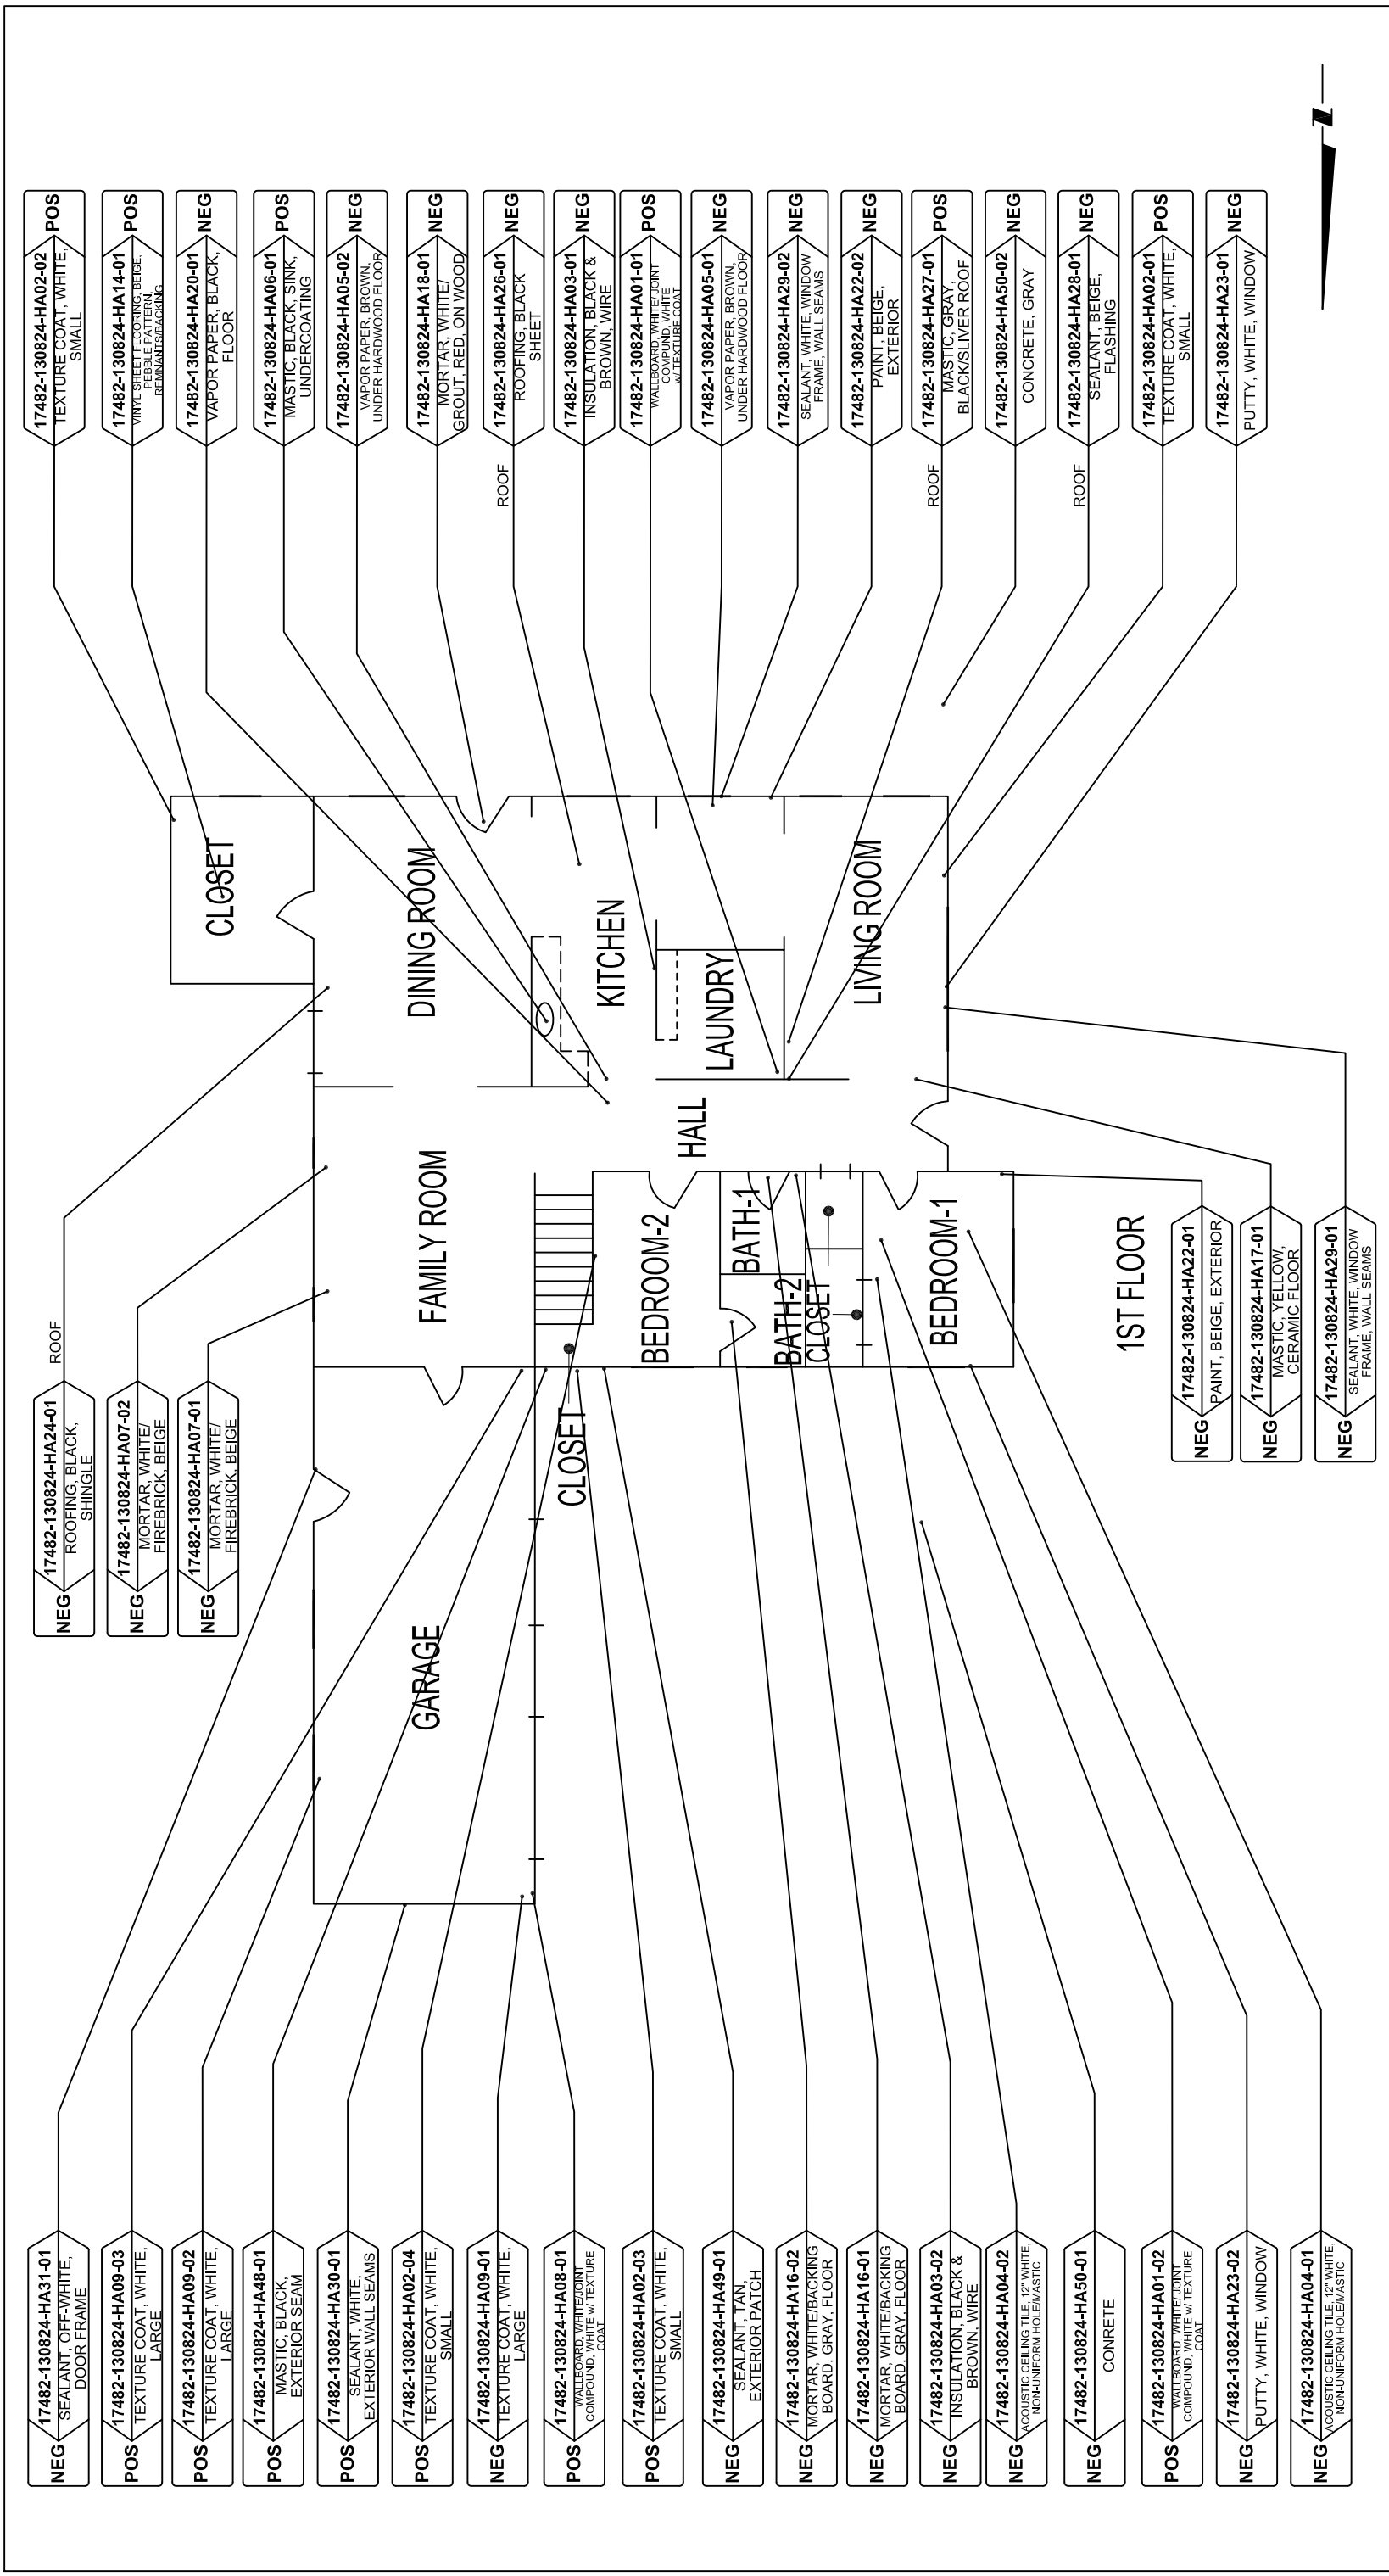 17482-130824-HA02-02
TEXTURE COAT, WHITE,
SMALL
POS
17482-130824-HA14-01
VINYL SHEET FLOORING, BEIGE,
PEBBLE PATTERN,
REMNANTS/BACKING
POS
17482-130824-HA20-01
VAPOR PAPER, BLACK,
FLOOR
NEG
17482-130824-HA06-01
MASTIC, BLACK, SINK,
UNDERCOATING
POS
17482-130824-HA05-02
VAPOR PAPER, BROWN,
UNDER HARDWOOD FLOOR
NEG
17482-130824-HA18-01
MORTAR, WHITE/
GROUT, RED, ON WOOD
NEG
17482-130824-HA26-01
ROOFING, BLACK
SHEET
NEG
ROOF
17482-130824-HA03-01
INSULATION, BLACK &
BROWN, WIRE
NEG
17482-130824-HA01-01
WALLBOARD, WHITE/JOINT
COMPUND, WHITE
w/ TEXTURE COAT
POS
17482-130824-HA05-01
VAPOR PAPER, BROWN,
UNDER HARDWOOD FLOOR
NEG
17482-130824-HA29-02
SEALANT, WHITE, WINDOW
FRAME, WALL SEAMS
NEG
17482-130824-HA22-02
PAINT, BEIGE,
EXTERIOR
NEG
17482-130824-HA27-01
MASTIC, GRAY,
BLACK/SLIVER ROOF
POS
ROOF
17482-130824-HA50-02
CONCRETE, GRAY
NEG
17482-130824-HA28-01
SEALANT, BEIGE,
FLASHING
NEG
ROOF
17482-130824-HA02-01
TEXTURE COAT, WHITE,
SMALL
POS
17482-130824-HA23-01
PUTTY, WHITE, WINDOW
NEG
N
CLOSET
DINING ROOM
KITCHEN
LAUNDRY
LIVING ROOM
HALL
FAMILY ROOM
BEDROOM-2
BATH-1
BATH-2
CLOSET
BEDROOM-1
CLOSET
GARAGE
1ST FLOOR
ROOF
NEG
17482-130824-HA24-01
ROOFING, BLACK,
SHINGLE
NEG
17482-130824-HA07-02
MORTAR, WHITE/
FIREBRICK, BEIGE
NEG
17482-130824-HA07-01
MORTAR, WHITE/
FIREBRICK, BEIGE
NEG
17482-130824-HA22-01
PAINT, BEIGE, EXTERIOR
NEG
17482-130824-HA17-01
MASTIC, YELLOW,
CERAMIC FLOOR
NEG
17482-130824-HA29-01
SEALANT, WHITE, WINDOW
FRAME, WALL SEAMS
NEG
17482-130824-HA31-01
SEALANT, OFF-WHITE,
DOOR FRAME
POS
17482-130824-HA09-03
TEXTURE COAT, WHITE,
LARGE
POS
17482-130824-HA09-02
TEXTURE COAT, WHITE,
LARGE
POS
17482-130824-HA48-01
MASTIC, BLACK,
EXTERIOR SEAM
POS
17482-130824-HA30-01
SEALANT, WHITE,
EXTERIOR WALL SEAMS
POS
17482-130824-HA02-04
TEXTURE COAT, WHITE,
SMALL
NEG
17482-130824-HA09-01
TEXTURE COAT, WHITE,
LARGE
POS
17482-130824-HA08-01
WALLBOARD, WHITE/JOINT
COMPOUND, WHITE w/ TEXTURE
COAT
POS
17482-130824-HA02-03
TEXTURE COAT, WHITE,
SMALL
NEG
17482-130824-HA49-01
SEALANT, TAN,
EXTERIOR PATCH
NEG
17482-130824-HA16-02
MORTAR, WHITE/BACKING
BOARD, GRAY, FLOOR
NEG
17482-130824-HA16-01
MORTAR, WHITE/BACKING
BOARD, GRAY, FLOOR
NEG
17482-130824-HA03-02
INSULATION, BLACK &
BROWN, WIRE
NEG
17482-130824-HA04-02
ACOUSTIC CEILING TILE, 12" WHITE,
NON-UNIFORM HOLE/MASTIC
NEG
17482-130824-HA50-01
CONRETE
POS
17482-130824-HA01-02
WALLBOARD, WHITE/JOINT
COMPOUND, WHITE w/ TEXTURE
COAT
NEG
17482-130824-HA23-02
PUTTY, WHITE, WINDOW
NEG
17482-130824-HA04-01
ACOUSTIC CEILING TILE, 12" WHITE,
NON-UNIFORM HOLE/MASTIC